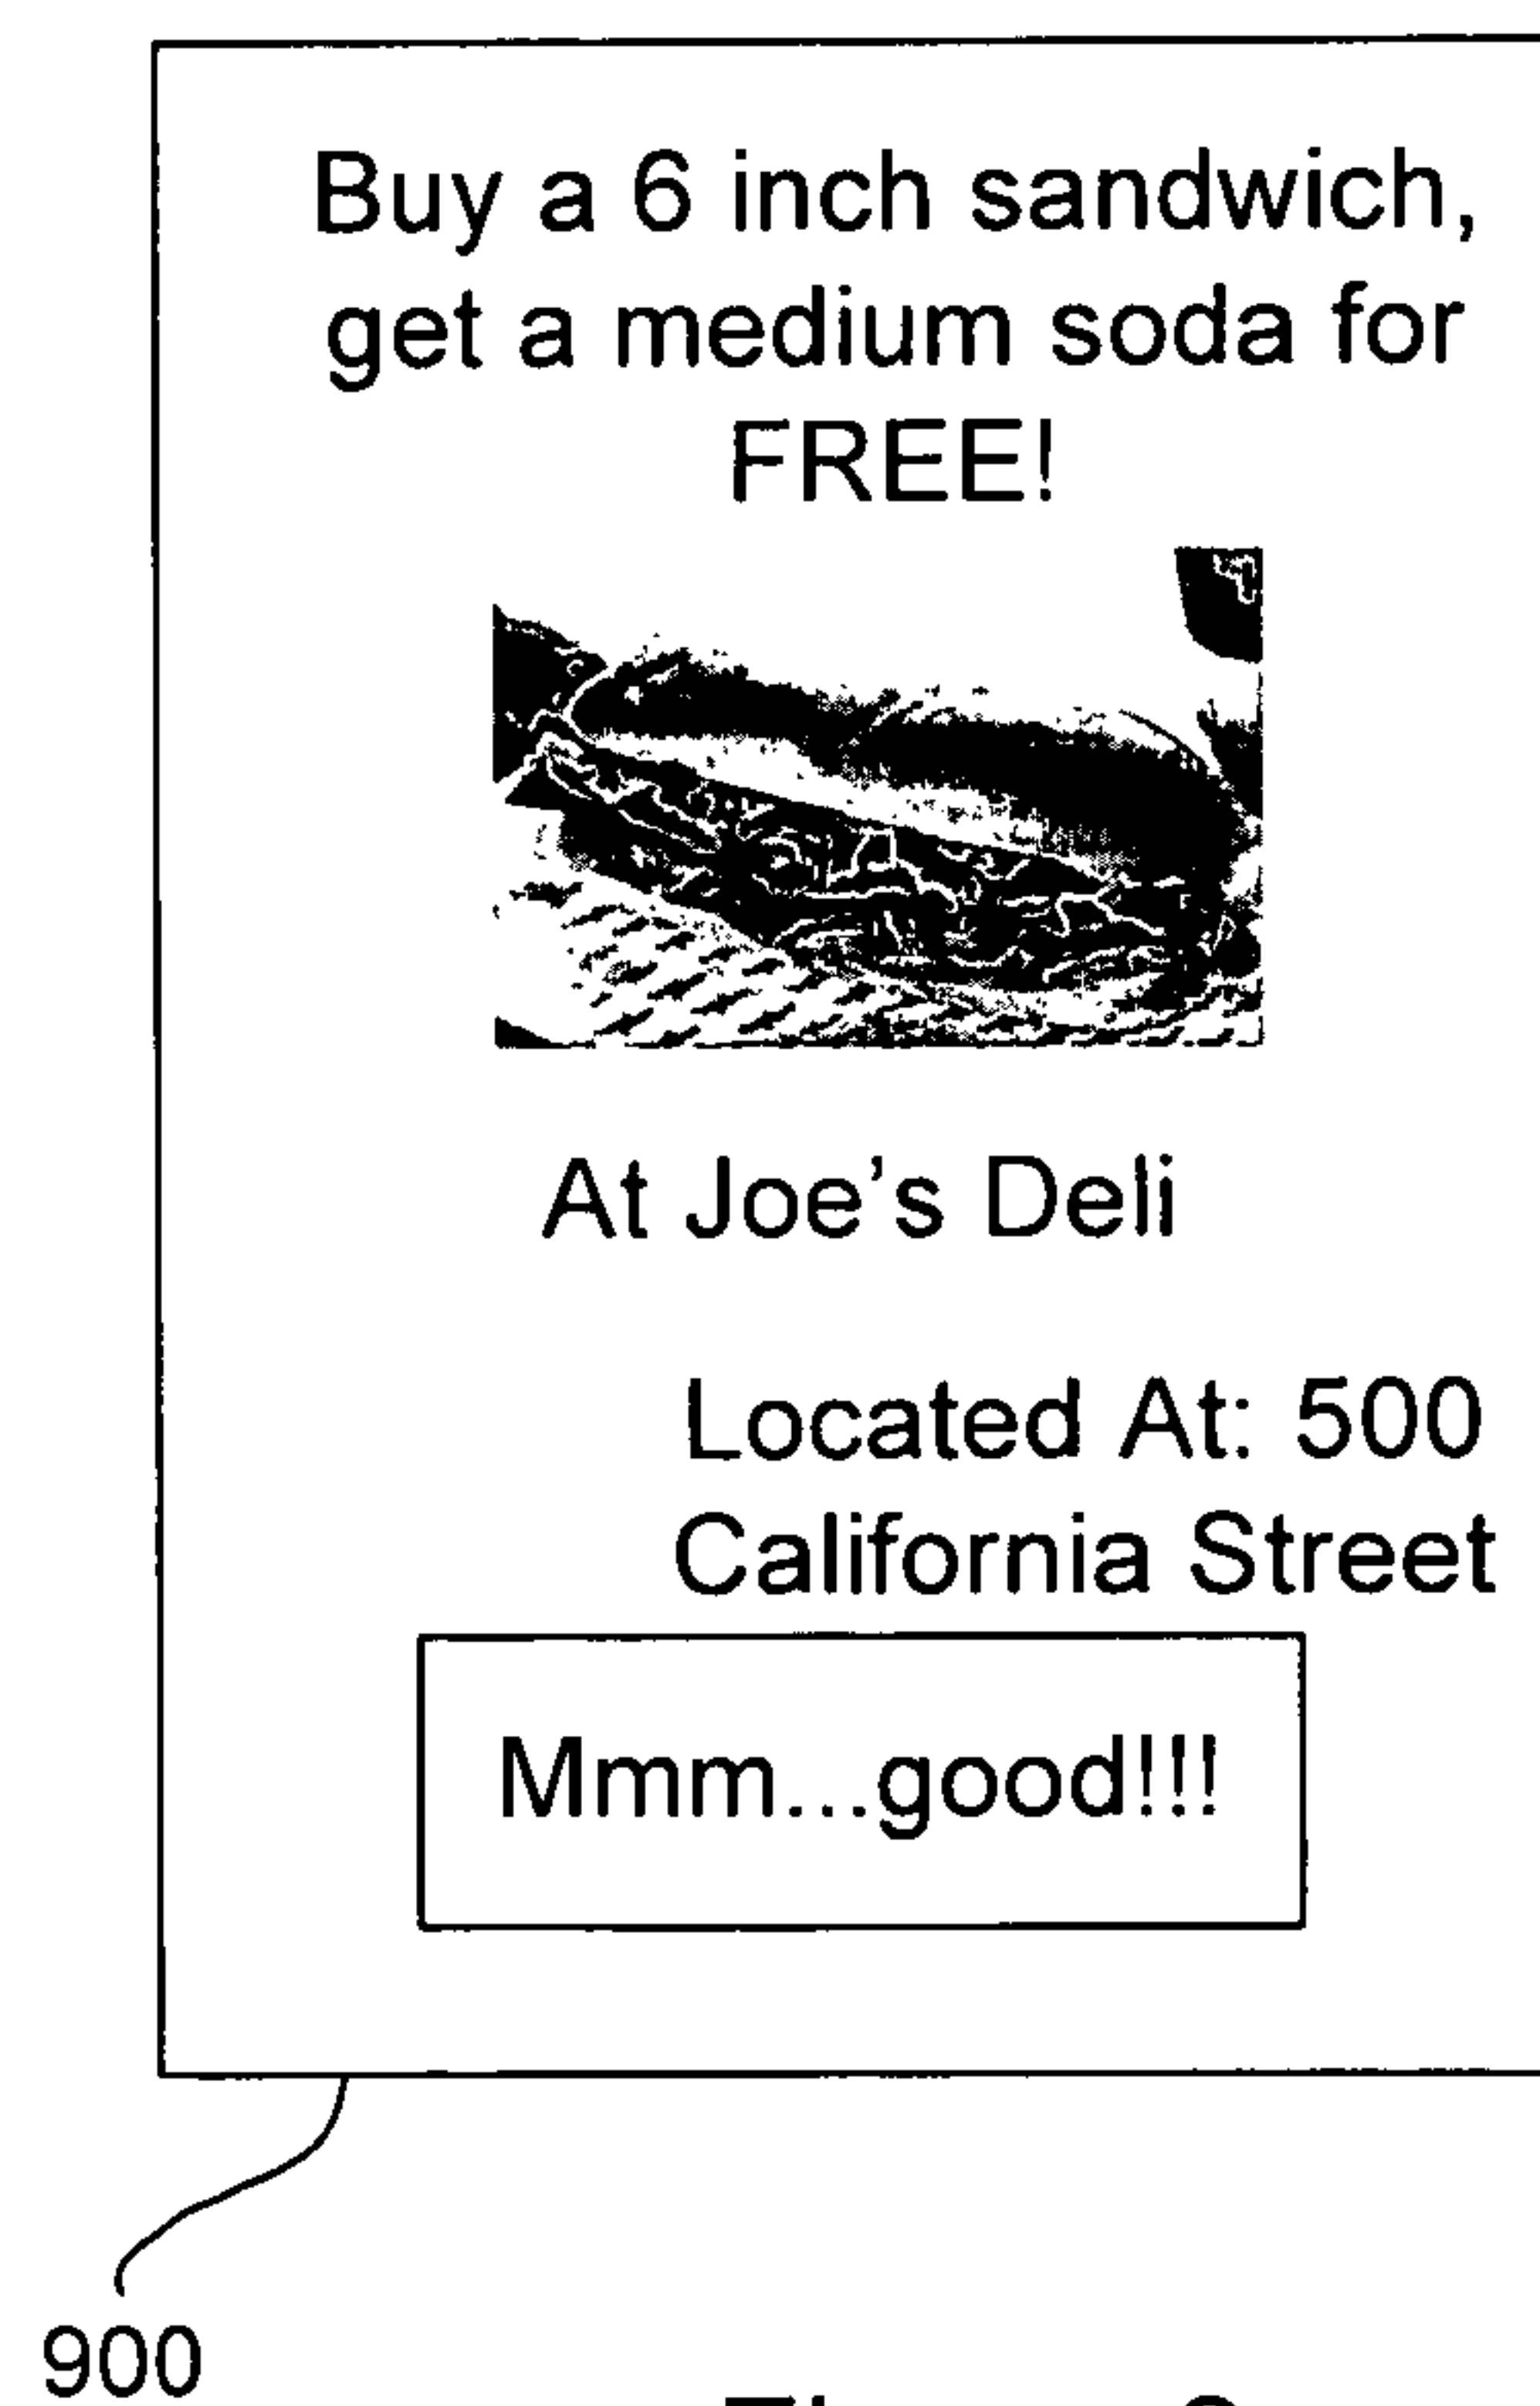 Buy a 6 inch sandwich,
get a medium soda for
FREE!
At Joe's Deli
Located At: 500
California Street
Mmm...good!!!
900